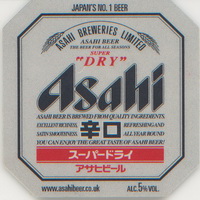 JAPAN'S NO.1 BEER
ASAHI BREWERIES LIMITED
ASAHI BEER
THE BEER FOR ALL SEASONS
SUPER
"DRY"
Asahi
ASAHI BEER IS BREWED FROM QUALITY INGREDIENTS.
EXCELLENT RICHNESS, REFRESHING AND
辛口
SATIN SMOOTHNESS ALL YEAR ROUND
YOU CAN ENJOY THE GREAT TASTE OF ASAHI BEER!
スーパードライ
アサヒビール
www.asahibeer.co.uk ALC.5% VOL.